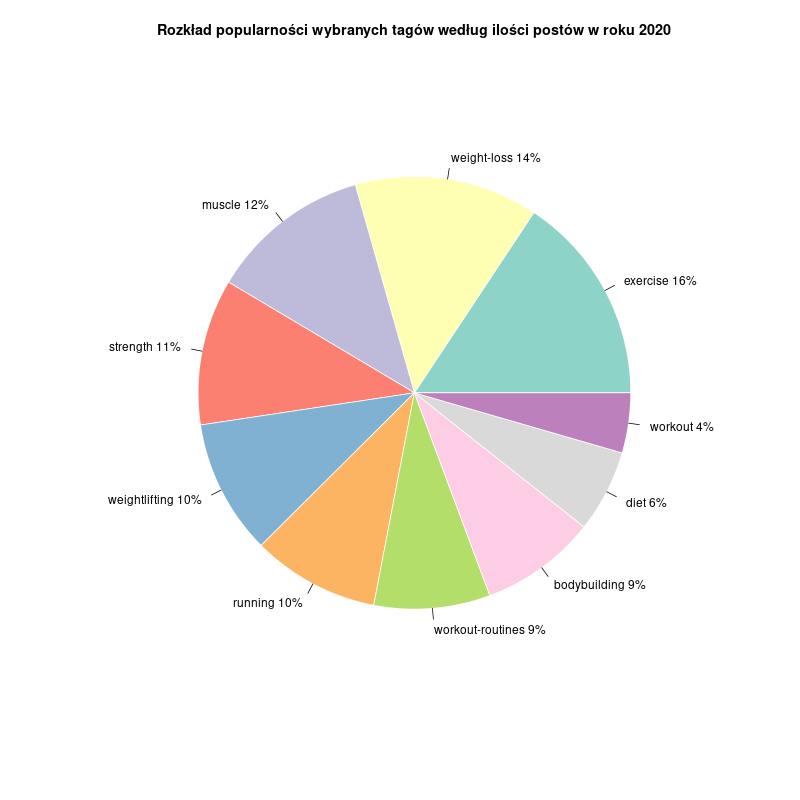 Rozkład popularności wybranych tagów według ilości postów w roku 2020
weight-loss 14%
muscle 12%
exercise 16%
strength 11%
workout 4%
weightlifting 10%
diet 6%
bodybuilding 9%
running 10%
workout-routines 9%